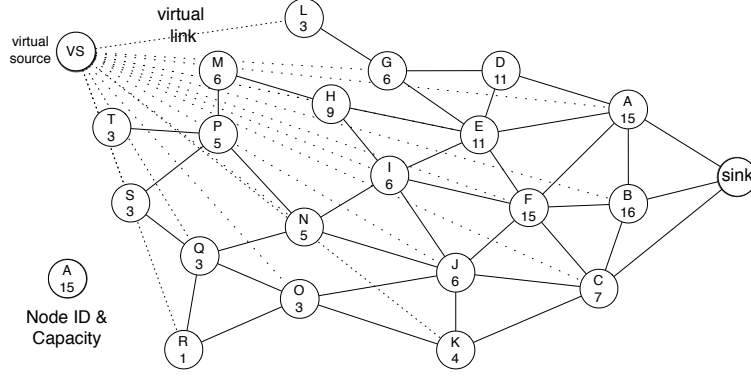 L
3
virtual
link
virtual
source
VS
M
6
G
6
D
11
H
9
A
15
T
3
P
5
E
11
I
6
sink
S
3
F
15
B
16
N
5
Q
3
A
15
J
6
C
7
O
3
Node ID &
Capacity
R
1
K
4